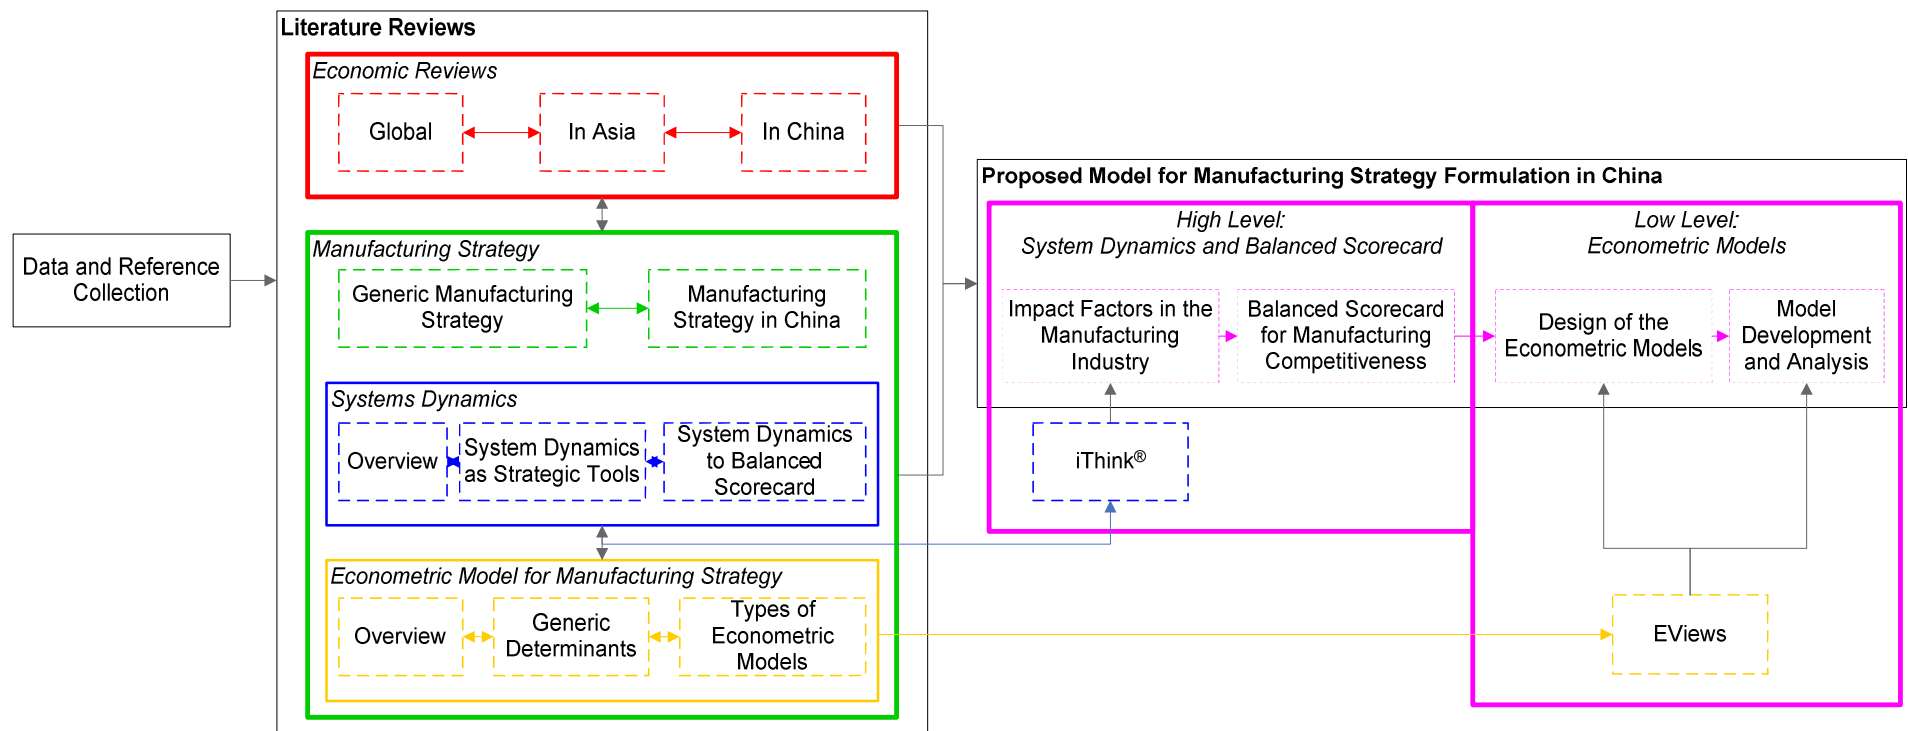 Literature Reviews
Economic Reviews
Global
In Asia
In China
Data and Reference
Collection
Manufacturing Strategy
Generic Manufacturing
Strategy
Manufacturing
Strategy in China
Systems Dynamics
Overview
System Dynamics
as Strategic Tools
System Dynamics
to Balanced
Scorecard
Econometric Model for Manufacturing Strategy
Overview
Generic
Determinants
Types of
Econometric
Models
Proposed Model for Manufacturing Strategy Formulation in China
High Level:
System Dynamics and Balanced Scorecard
Impact Factors in the
Manufacturing
Industry
Balanced Scorecard
for Manufacturing
Competitiveness
iThink®
Low Level:
Econometric Models
Design of the
Econometric Models
Model
Development
and Analysis
EViews